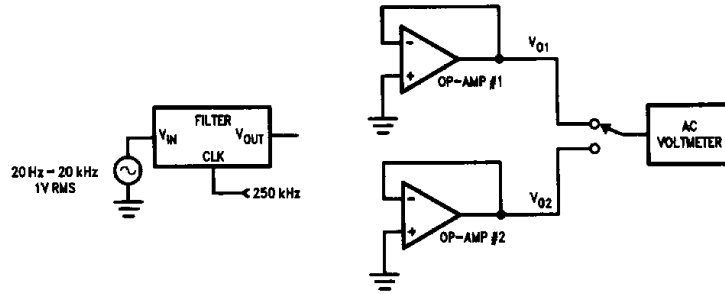 FILTER
V_IN
V_OUT
CLK
20 Hz – 20 kHz
1V RMS
250 kHz
-
+
OP-AMP #1
V_O1
-
+
OP-AMP #2
V_O2
AC
VOLTMETER